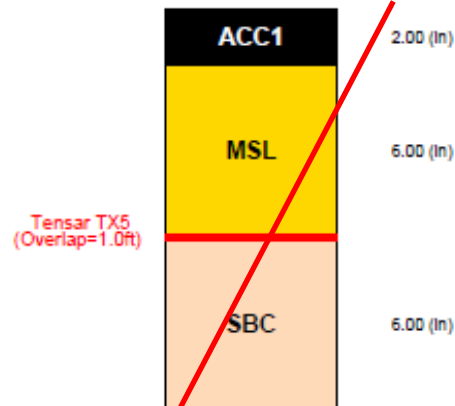 ACC1
2.00 (in)
MSL
6.00 (in)
Tensar TX5
(Overlap=1.0ft)
SBC
6.00 (in)